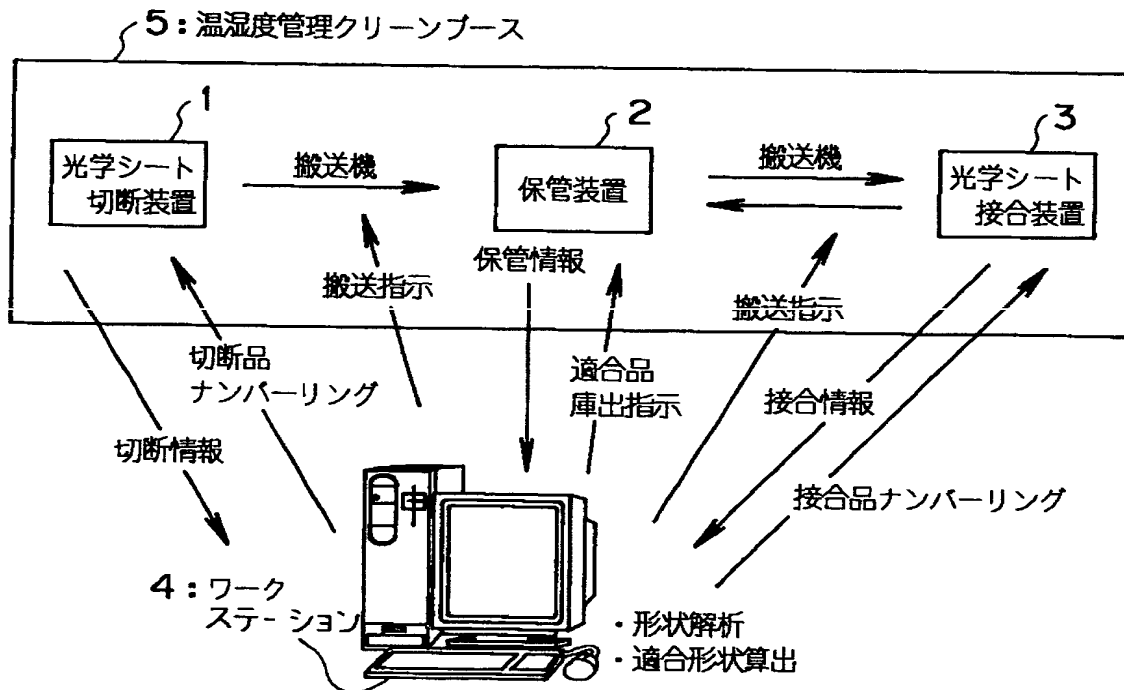 5：温湿度管理クリーンブース
1
2
3
光学シート
切断装置
搬送機
保管装置
搬送機
光学シート
接合装置
保管情報
搬送指示
搬送指示
切断品
ナンバーリング
適合品
庫出指示
接合情報
切断情報
接合品ナンバーリング
4：ワーク
ステーション
・形状解析
・適合形状算出